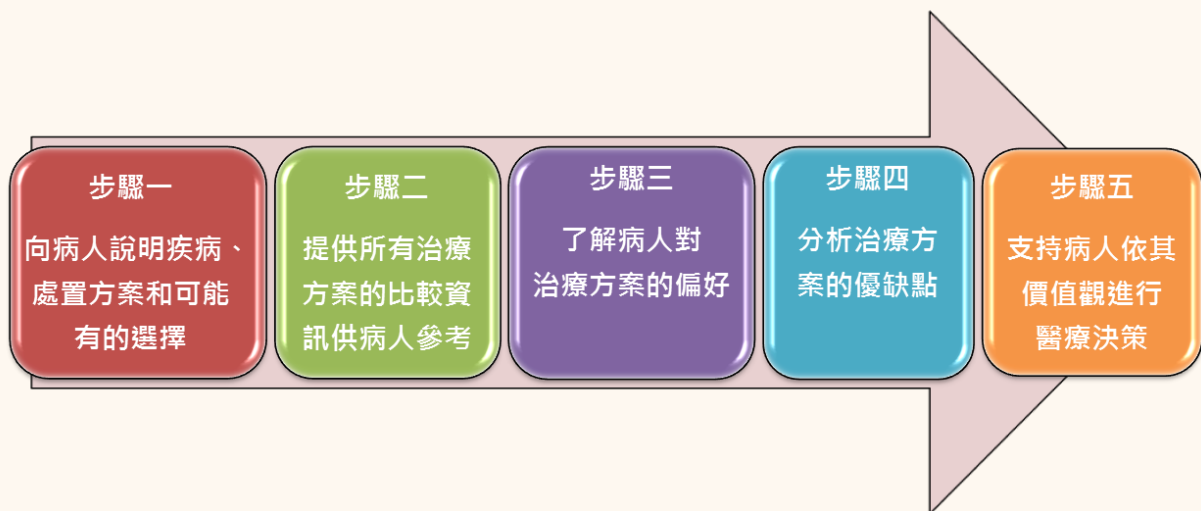 步驟一
向病人說明疾病、
處置方案和可能
有的選擇
步驟二
提供所有治療
方案的比較資
訊供病人參考
步驟三
了解病人對
治療方案的偏好
步驟四
分析治療方
案的優缺點
步驟五
支持病人依其
價值觀進行
醫療決策